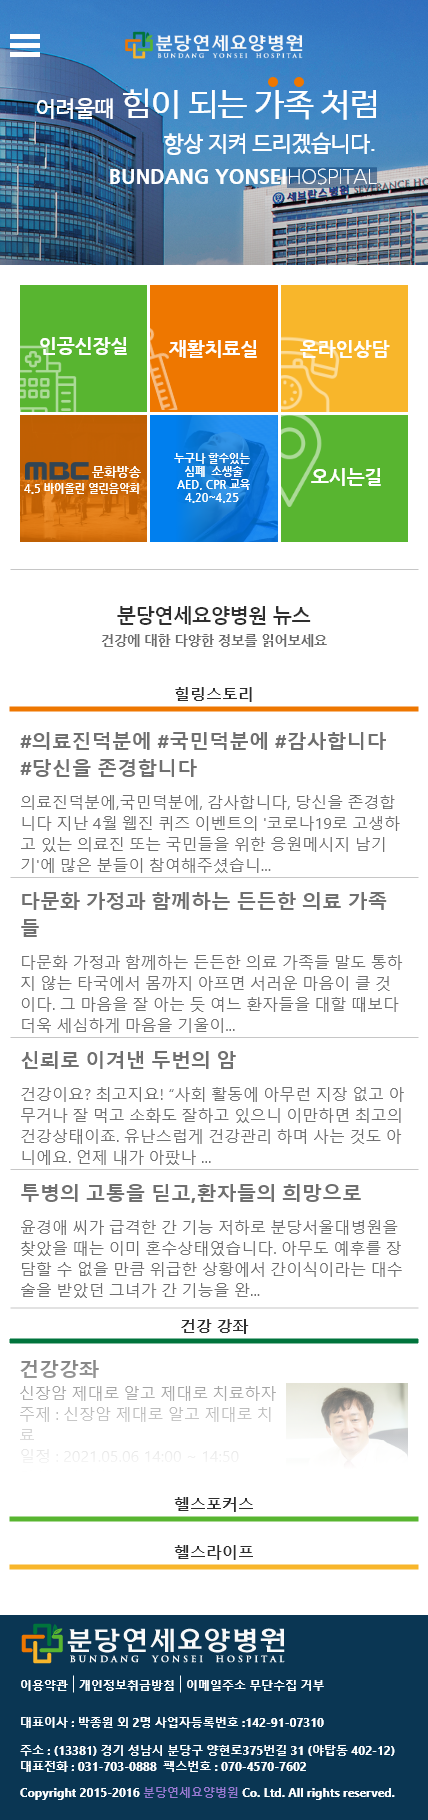 분당연세요양병원
BUNDANG YONSEI HOSPITAL
어려울때 힘이 되는 가족 처럼
항상 지켜 드리겠습니다.
BUNDANG YONSEI HOSPITAL
세브란스병원 SEVERANCE HO
인공신장실
재활치료실
온라인상담
MBC 문화방송
4.5 바이올린 열린음악회
누구나 할수있는
심폐 소생술
AED, CPR 교육
4.20~4.25
오시는길
분당연세요양병원 뉴스
건강에 대한 다양한 정보를 읽어보세요
힐링스토리
#의료진덕분에 #국민덕분에 #감사합니다
#당신을 존경합니다
의료진덕분에,국민덕분에, 감사합니다, 당신을 존경합
니다 지난 4월 웹진 퀴즈 이벤트의 '코로나19로 고생하
고 있는 의료진 또는 국민들을 위한 응원메시지 남기
기'에 많은 분들이 참여해주셨습니...
다문화 가정과 함께하는 든든한 의료 가족
들
다문화 가정과 함께하는 든든한 의료 가족들 말도 통하
지 않는 타국에서 몸까지 아프면 서러운 마음이 클 것
이다. 그 마음을 잘 아는 듯 여느 환자들을 대할 때보다
더욱 세심하게 마음을 기울이...
신뢰로 이겨낸 두번의 암
건강이요? 최고지요! “사회 활동에 아무런 지장 없고 아
무거나 잘 먹고 소화도 잘하고 있으니 이만하면 최고의
건강상태이죠. 유난스럽게 건강관리 하며 사는 것도 아
니에요. 언제 내가 아팠나 ...
투병의 고통을 딛고,환자들의 희망으로
윤경애 씨가 급격한 간 기능 저하로 분당서울대병원을
찾았을 때는 이미 혼수상태였습니다. 아무도 예후를 장
담할 수 없을 만큼 위급한 상황에서 간이식이라는 대수
술을 받았던 그녀가 간 기능을 완...
건강 강좌
건강강좌
신장암 제대로 알고 제대로 치료하자
주제 : 신장암 제대로 알고 제대로 치
료
일정 : 2021.05.06 14:00 ~ 14:50
헬스포커스
헬스라이프
분당연세요양병원
BUNDANG YONSEI HOSPITAL
이용약관 | 개인정보취금방침 | 이메일주소 무단수집 거부
대표이사 : 박종원 외 2명 사업자등록번호 :142-91-07310
주소 : (13381) 경기 성남시 분당구 양현로375번길 31 (야탑동 402-12)
대표전화 : 031-703-0888 팩스번호 : 070-4570-7602
Copyright 2015-2016 분당연세요양병원 Co. Ltd. All rights reserved.